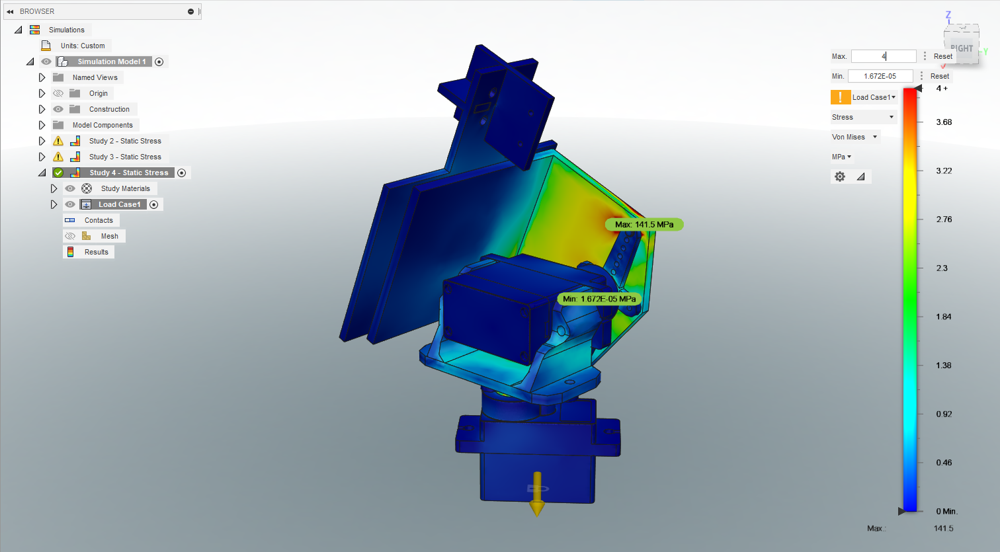 BROWSER
Simulations
Units: Custom
Simulation Model 1
Named Views
Origin
Construction
Model Components
Study 2 - Static Stress
Study 3 - Static Stress
Study 4 - Static Stress
Study Materials
Load Case1
Contacts
Mesh
Results
Max: 141.5 MPa
Min: 1.672E-05 MPa
Z
RIGHT
Y
Max. 4 Reset
Min. 1.672E-05 Reset
Load Case1
Stress
Von Mises
MPa
4 +
3.68
3.22
2.76
2.3
1.84
1.38
0.92
0.46
0 Min.
Max.: 141.5